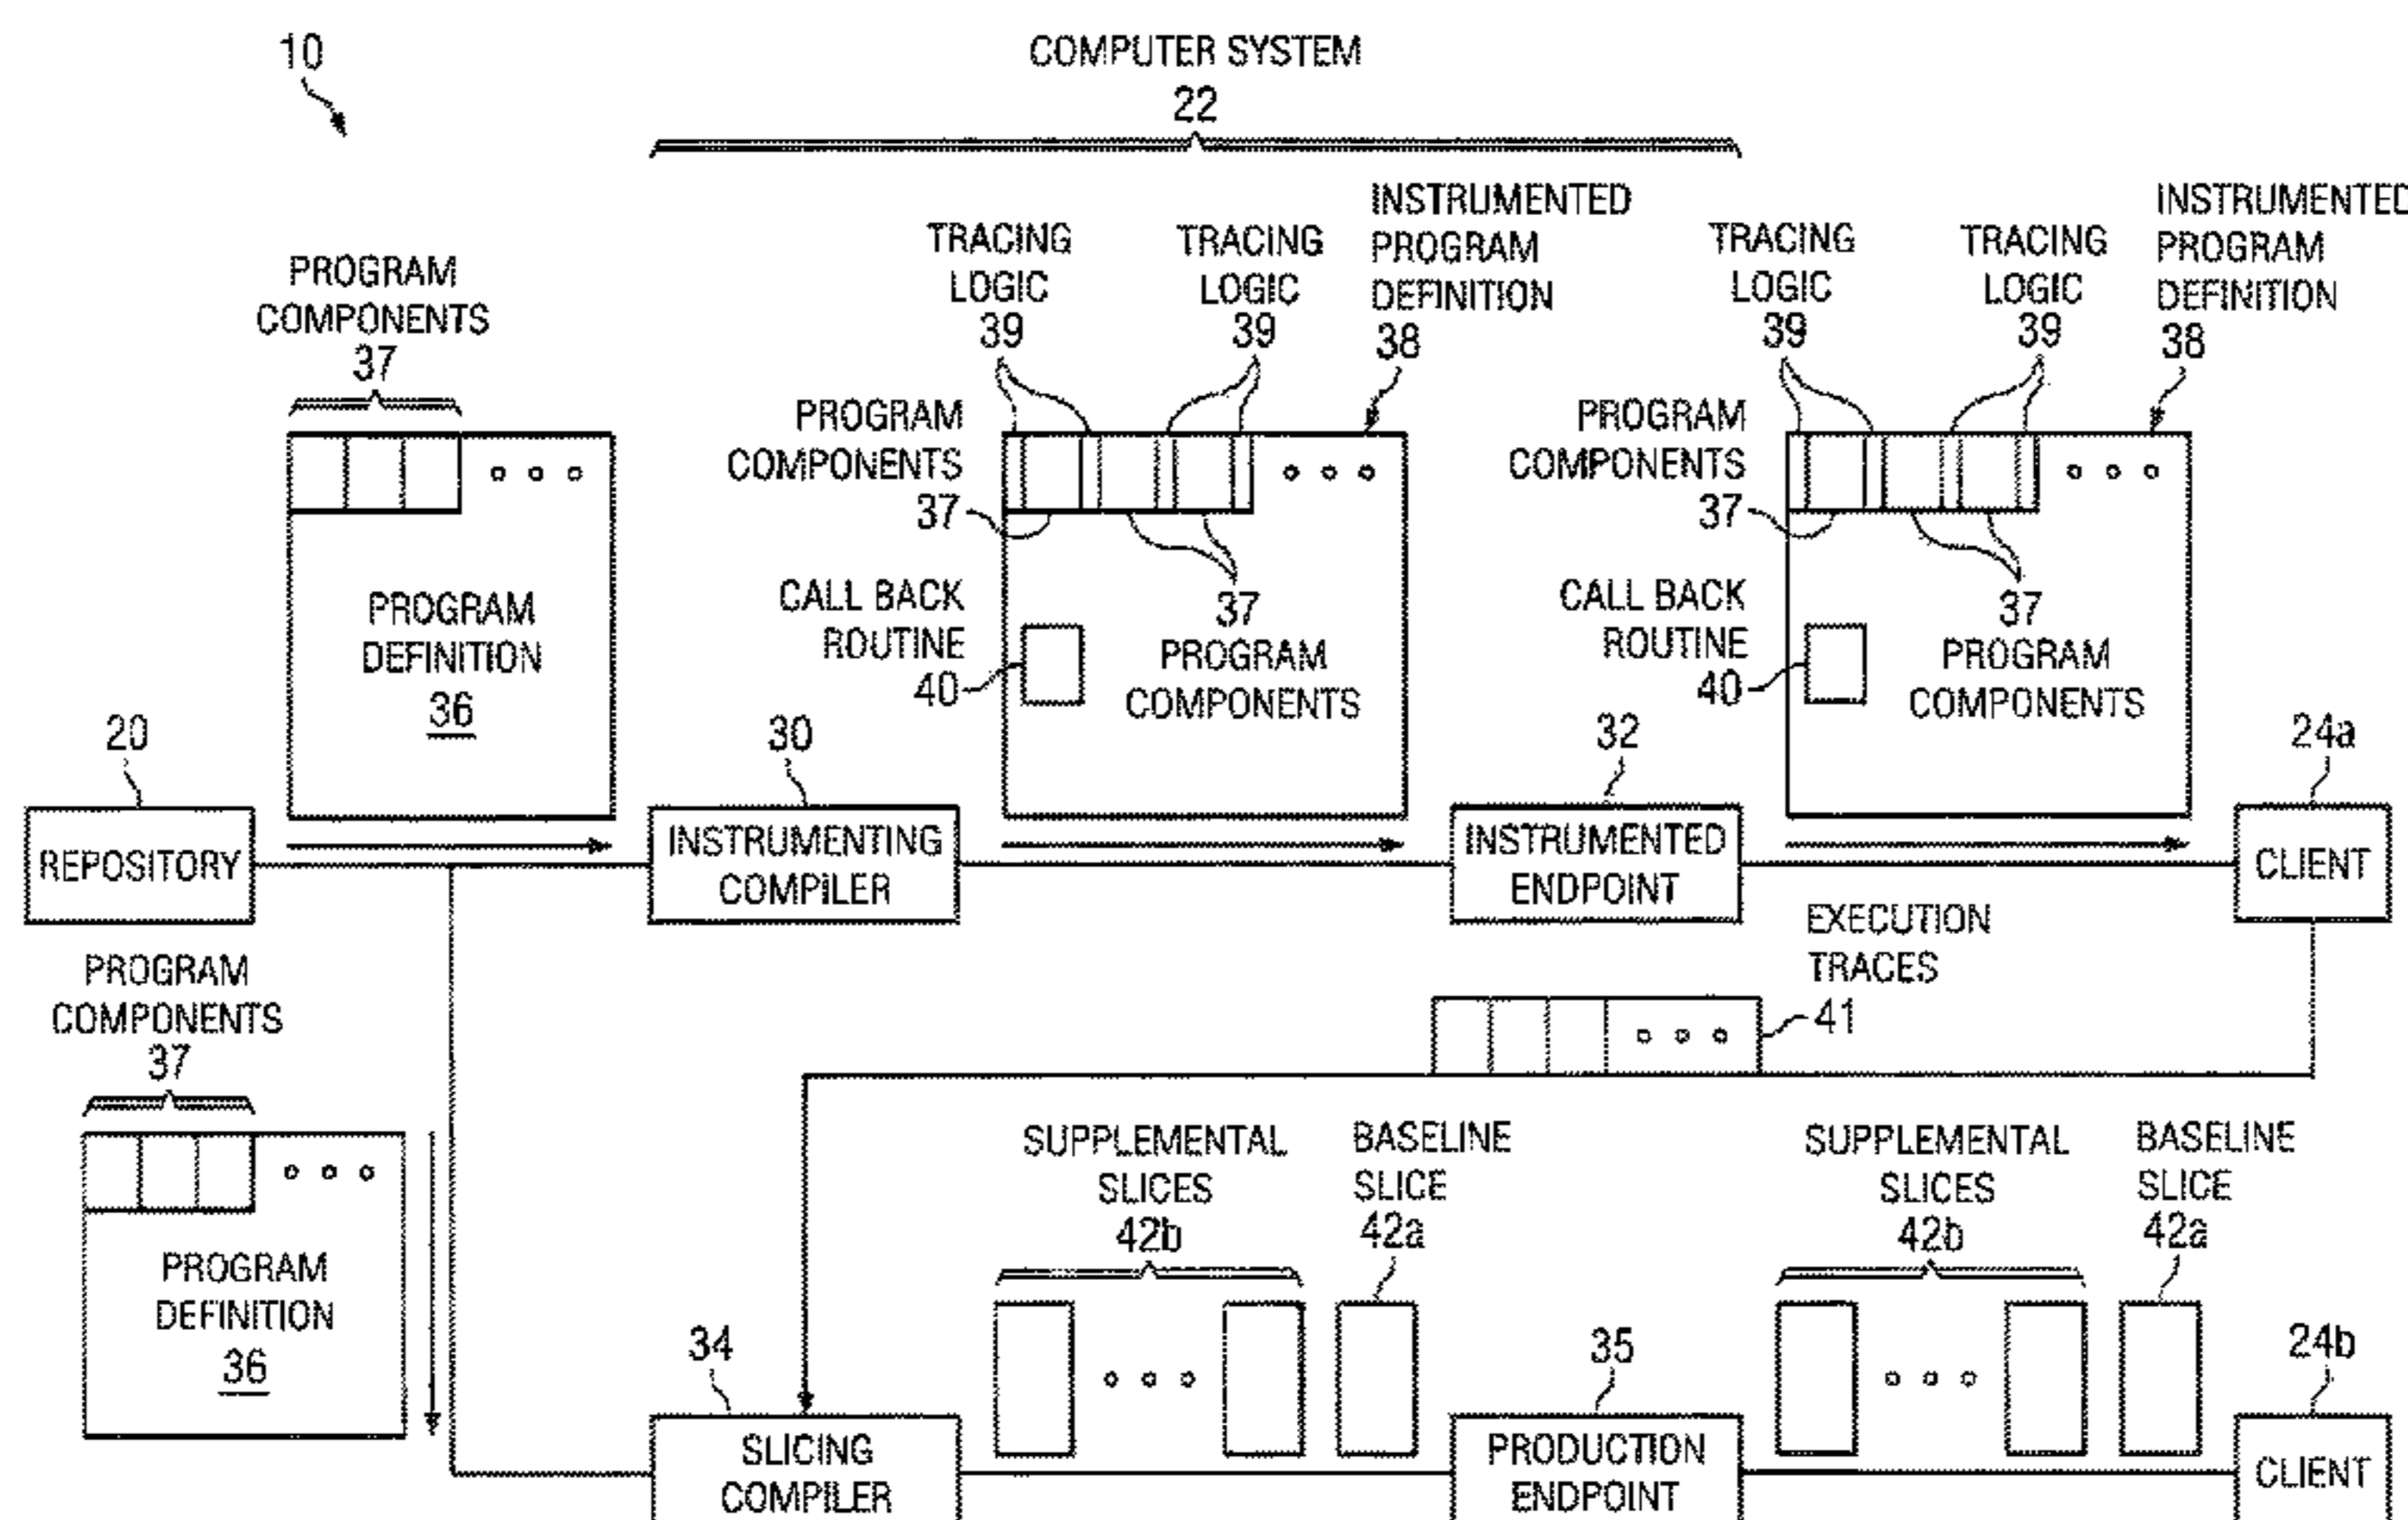 10
COMPUTER SYSTEM
22
INSTRUMENTED
PROGRAM
DEFINITION
38
INSTRUMENTED
PROGRAM
DEFINITION
38
TRACING
LOGIC
39
TRACING
LOGIC
39
TRACING
LOGIC
39
TRACING
LOGIC
39
PROGRAM
COMPONENTS
37
PROGRAM
COMPONENTS
37
PROGRAM
COMPONENTS
37
PROGRAM
DEFINITION
36
CALL BACK
ROUTINE
40
37
PROGRAM
COMPONENTS
CALL BACK
ROUTINE
40
37
PROGRAM
COMPONENTS
20
30
32
24a
REPOSITORY
INSTRUMENTING
COMPILER
INSTRUMENTED
ENDPOINT
CLIENT
EXECUTION
TRACES
41
PROGRAM
COMPONENTS
37
PROGRAM
DEFINITION
36
SUPPLEMENTAL
SLICES
42b
BASELINE
SLICE
42a
SUPPLEMENTAL
SLICES
42b
BASELINE
SLICE
42a
34
35
24b
SLICING
COMPILER
PRODUCTION
ENDPOINT
CLIENT